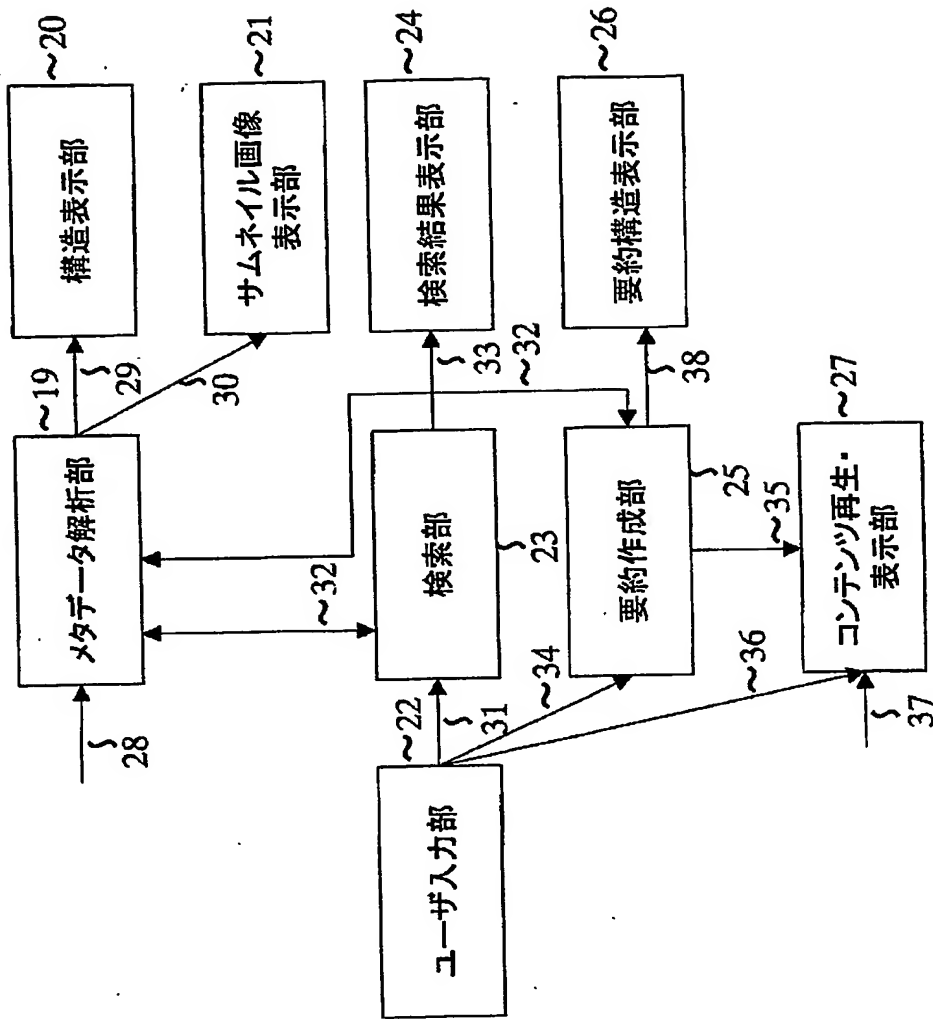 メタデータ解析部
~19
構造表示部
~20
サムネイル画像
表示部
~21
検索部
23
検索結果表示部
~24
要約作成部
25
要約構造表示部
~26
コンテンツ再生・
表示部
~27
ユーザ入力部
~22
28
29
30
31
~32
33
~32
~34
~35
~36
37
38